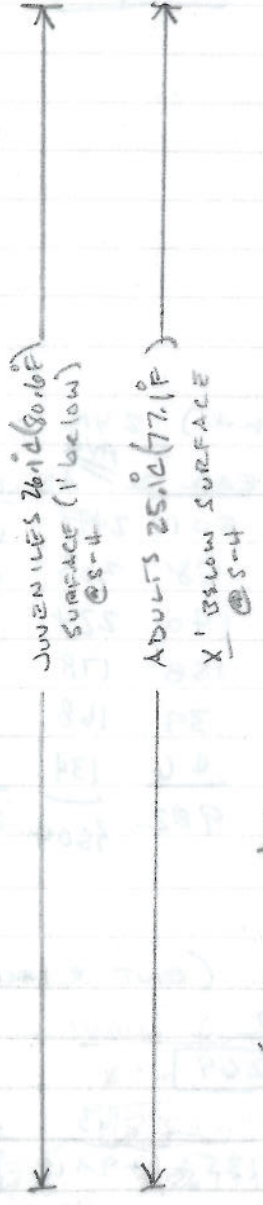 JUVENILES 26.1°C (80.6°F)
SURFACE (1' below)
@ S-4
ADULTS 25.1°C (77.1°F)
X' BELOW SURFACE
@ S-4